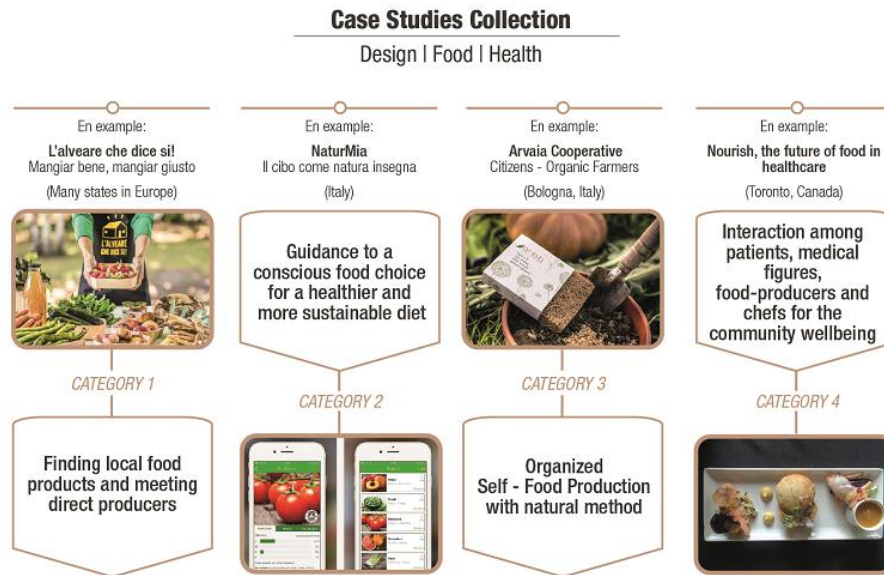 Case Studies Collection
Design | Food | Health
En example:
L'alveare che dice si!
Mangiar bene, mangiar giusto
(Many states in Europe)
L'ALVEARE
CHE DICE SI!
CATEGORY 1
Finding local food
products and meeting
direct producers
En example:
NaturMia
Il cibo come natura insegna
(Italy)
Guidance to a
conscious food choice
for a healthier and
more sustainable diet
CATEGORY 2
En example:
Arvaia Cooperative
Citizens - Organic Farmers
(Bologna, Italy)
CATEGORY 3
Organized
Self - Food Production
with natural method
En example:
Nourish, the future of food in
healthcare
(Toronto, Canada)
Interaction among
patients, medical
figures,
food-producers and
chefs for the
community wellbeing
CATEGORY 4